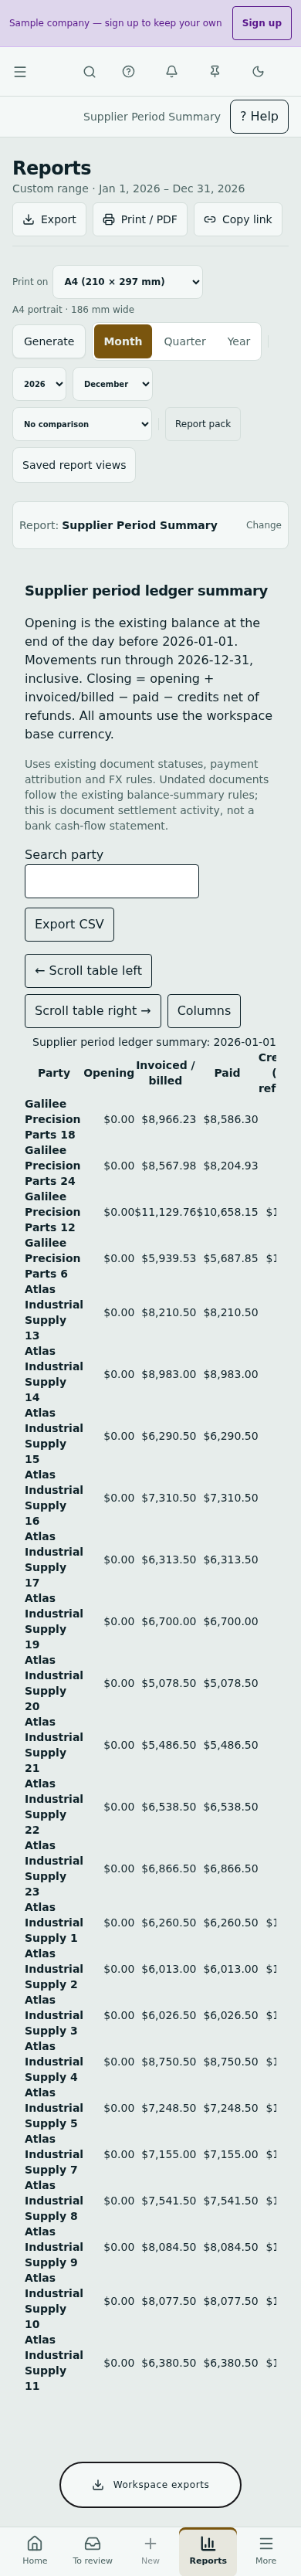 Sample company — sign up to keep your own
Sign up
Supplier Period Summary
? Help
Reports
Custom range · Jan 1, 2026 – Dec 31, 2026
Export
Print / PDF
Copy link
Print on
A4 (210 × 297 mm)
A4 portrait · 186 mm wide
Generate
Month
Quarter
Year
2026
December
No comparison
Report pack
Saved report views
Report: Supplier Period Summary
Change
Supplier period ledger summary
Opening is the existing balance at the
end of the day before 2026-01-01.
Movements run through 2026-12-31,
inclusive. Closing = opening +
invoiced/billed − paid − credits net of
refunds. All amounts use the workspace
base currency.
Uses existing document statuses, payment
attribution and FX rules. Undated documents
follow the existing balance-summary rules;
this is document settlement activity, not a
bank cash-flow statement.
Search party
Export CSV
← Scroll table left
Scroll table right →
Columns
Supplier period ledger summary: 2026-01-01
Party Opening Invoiced / billed Paid Cre ( ref
Galilee Precision Parts 18 $0.00 $8,966.23 $8,586.30
Galilee Precision Parts 24 $0.00 $8,567.98 $8,204.93
Galilee Precision Parts 12 $0.00 $11,129.76 $10,658.15 $1
Galilee Precision Parts 6 $0.00 $5,939.53 $5,687.85 $1
Atlas Industrial Supply 13 $0.00 $8,210.50 $8,210.50
Atlas Industrial Supply 14 $0.00 $8,983.00 $8,983.00
Atlas Industrial Supply 15 $0.00 $6,290.50 $6,290.50
Atlas Industrial Supply 16 $0.00 $7,310.50 $7,310.50
Atlas Industrial Supply 17 $0.00 $6,313.50 $6,313.50
Atlas Industrial Supply 19 $0.00 $6,700.00 $6,700.00
Atlas Industrial Supply 20 $0.00 $5,078.50 $5,078.50
Atlas Industrial Supply 21 $0.00 $5,486.50 $5,486.50
Atlas Industrial Supply 22 $0.00 $6,538.50 $6,538.50
Atlas Industrial Supply 23 $0.00 $6,866.50 $6,866.50
Atlas Industrial Supply 1 $0.00 $6,260.50 $6,260.50 $1
Atlas Industrial Supply 2 $0.00 $6,013.00 $6,013.00 $1
Atlas Industrial Supply 3 $0.00 $6,026.50 $6,026.50 $1
Atlas Industrial Supply 4 $0.00 $8,750.50 $8,750.50 $1
Atlas Industrial Supply 5 $0.00 $7,248.50 $7,248.50 $1
Atlas Industrial Supply 7 $0.00 $7,155.00 $7,155.00 $1
Atlas Industrial Supply 8 $0.00 $7,541.50 $7,541.50 $1
Atlas Industrial Supply 9 $0.00 $8,084.50 $8,084.50 $1
Atlas Industrial Supply 10 $0.00 $8,077.50 $8,077.50 $1
Atlas Industrial Supply 11 $0.00 $6,380.50 $6,380.50 $1
Workspace exports
Home
To review
New
Reports
More